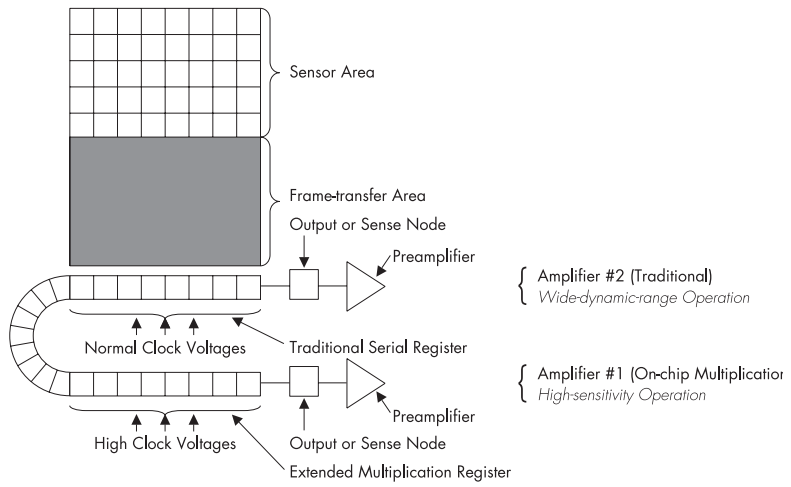 Sensor Area
Frame-transfer Area
Output or Sense Node
Preamplifier
Amplifier #2 (Traditional)
Wide-dynamic-range Operation
Normal Clock Voltages
Traditional Serial Register
Amplifier #1 (On-chip Multiplication
High-sensitivity Operation
Preamplifier
High Clock Voltages
Output or Sense Node
Extended Multiplication Register